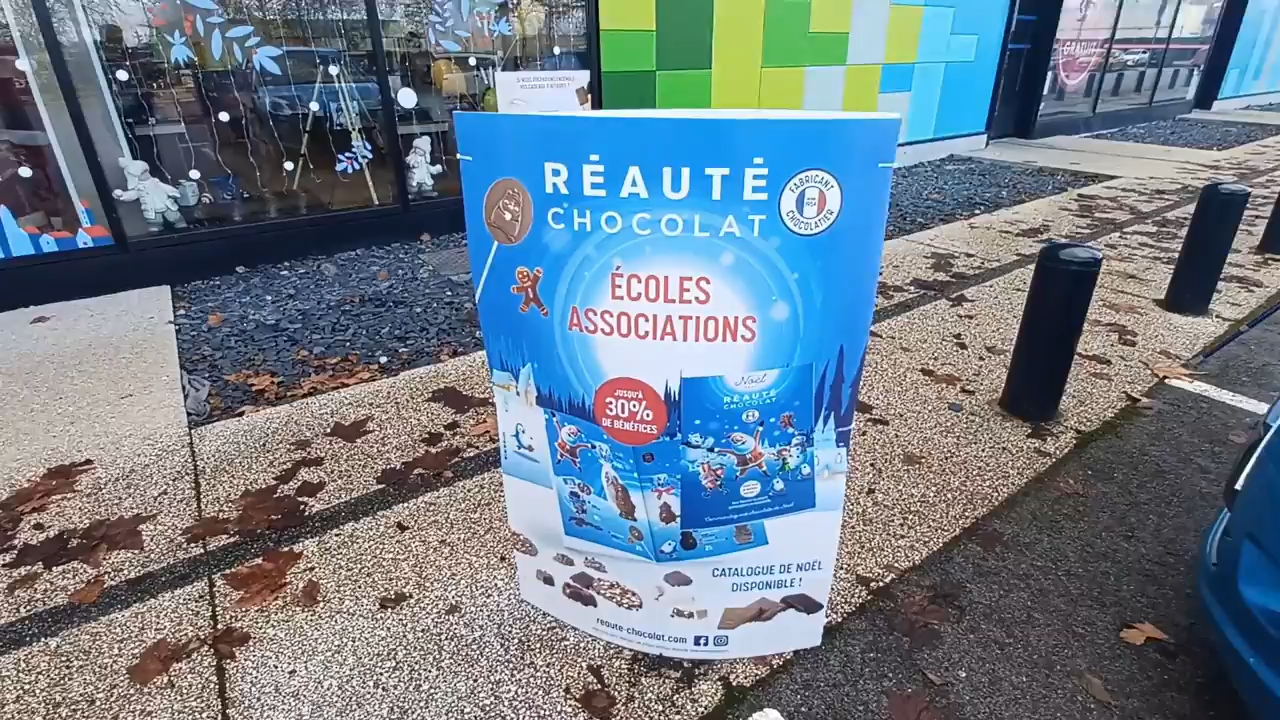 RÉAUTÉ
CHOCOLAT
FABRICANT
CHOCOLATIER
ÉCOLES
ASSOCIATIONS
JUSQU'À
30%
DE BÉNÉFICES
Noël
RÉAUTÉ
CHOCOLAT
CATALOGUE DE NOËL
DISPONIBLE !
reaute-chocolat.com
GRATUIT